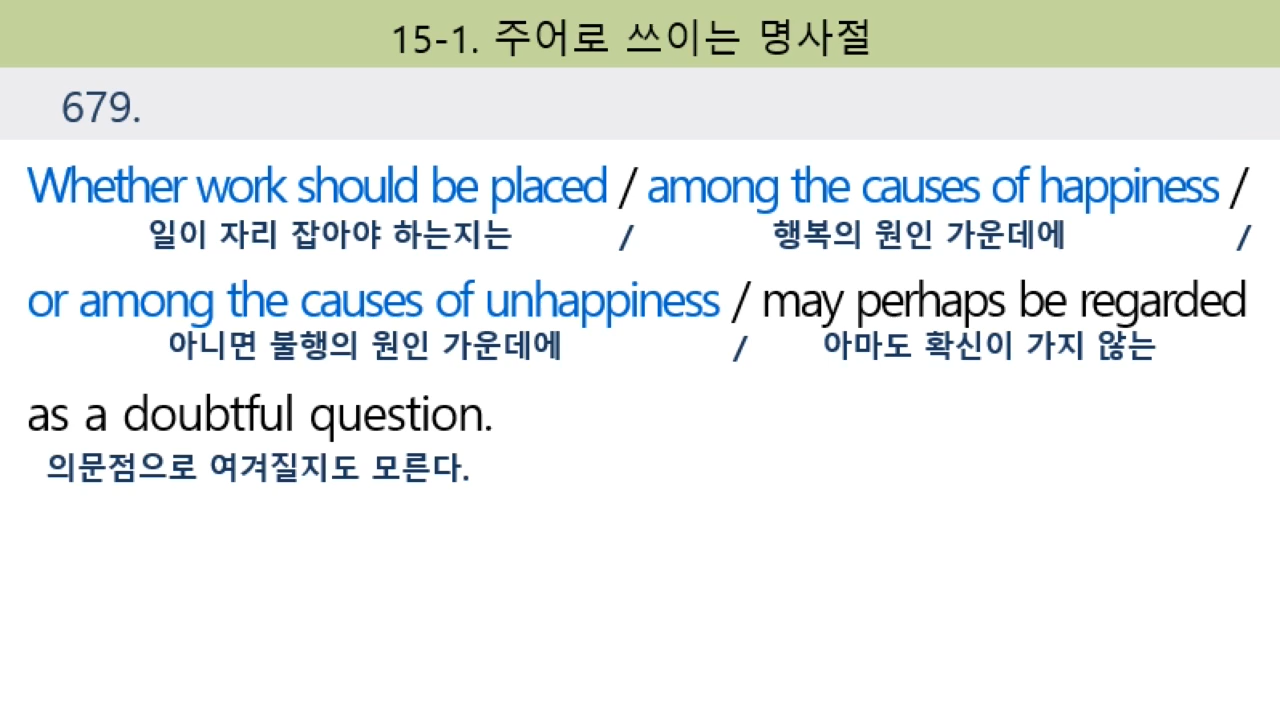 15-1. 주어로 쓰이는 명사절
679.
Whether work should be placed / among the causes of happiness /
일이 자리 잡아야 하는지는 / 행복의 원인 가운데에 /
or among the causes of unhappiness / may perhaps be regarded
아니면 불행의 원인 가운데에 / 아마도 확신이 가지 않는
as a doubtful question.
의문점으로 여겨질지도 모른다.